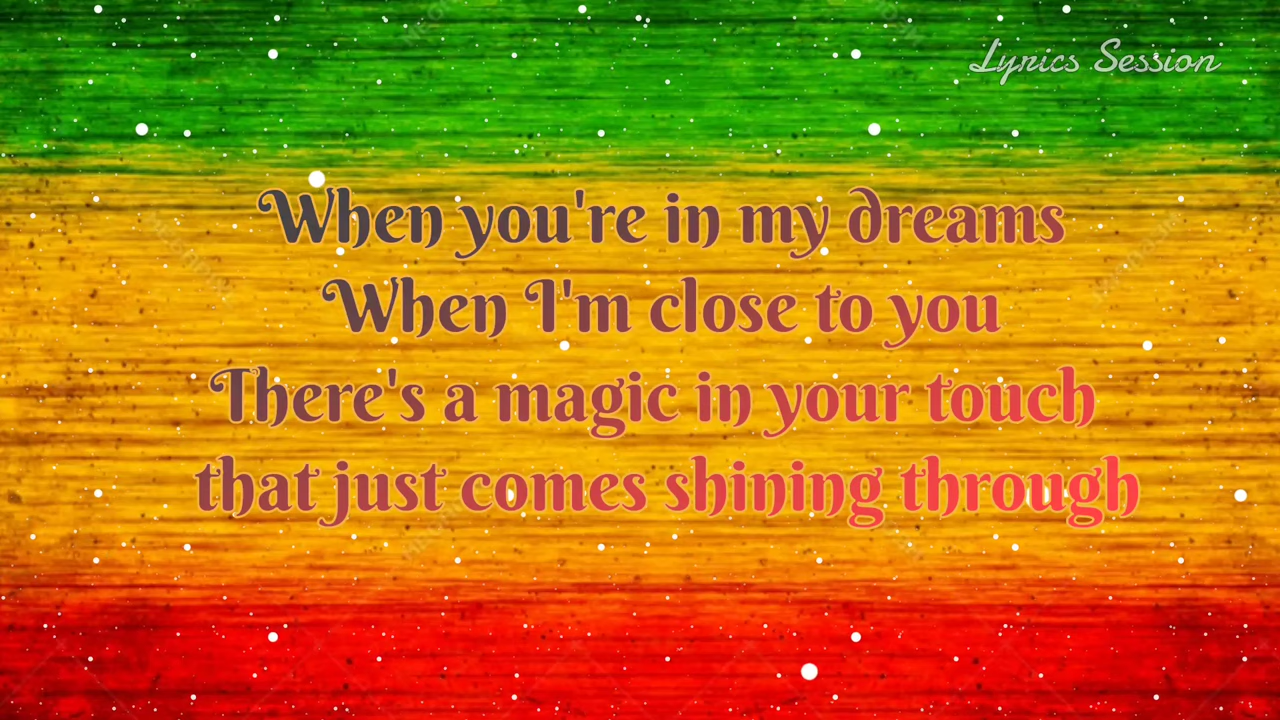 Lyrics Session
When you're in my dreams
When I'm close to you
There's a magic in your touch
that just comes shining through